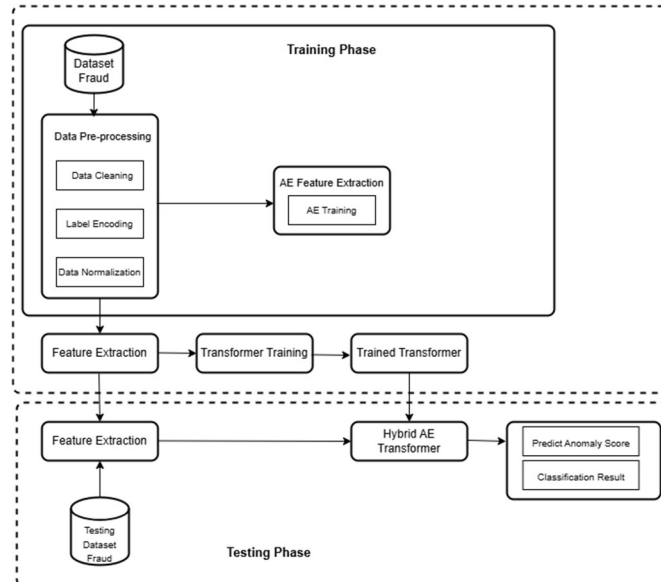 Training Phase
Dataset
Fraud
Data Pre-processing
Data Cleaning
Label Encoding
Data Normalization
AE Feature Extraction
AE Training
Feature Extraction
Transformer Training
Trained Transformer
Feature Extraction
Hybrid AE
Transformer
Predict Anomaly Score
Classification Result
Testing
Dataset
Fraud
Testing Phase